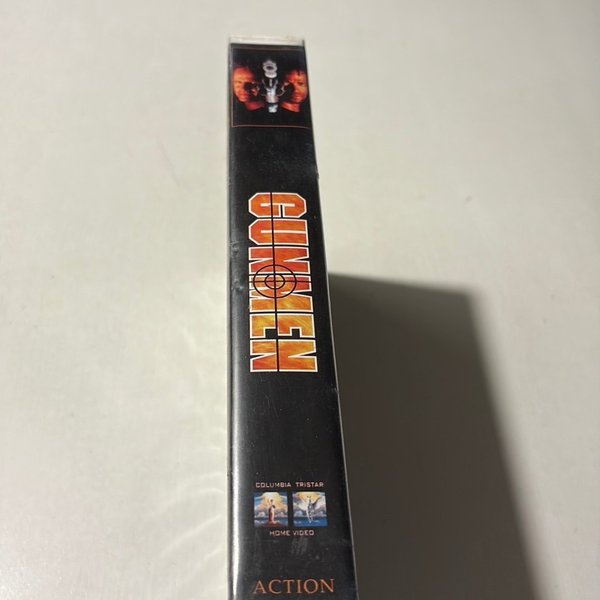 GUNMEN
COLUMBIA TRISTAR
HOME VIDEO
ACTION